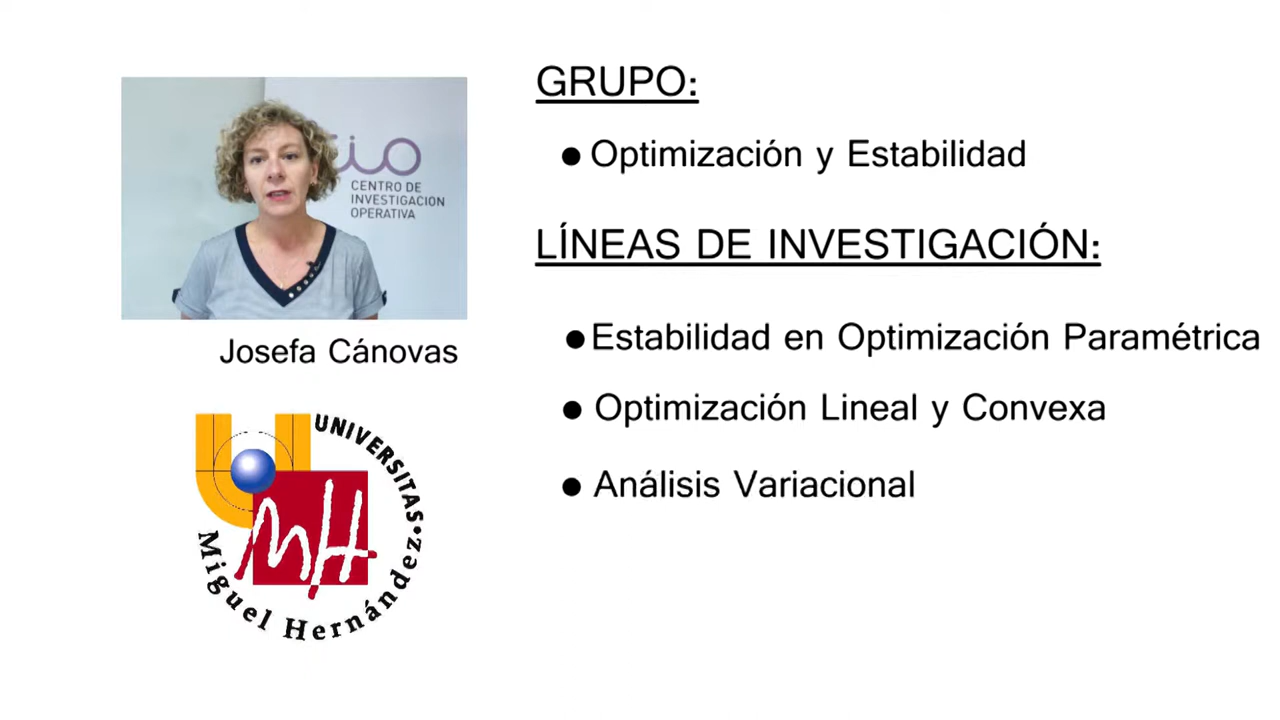 GRUPO:
● Optimización y Estabilidad
LÍNEAS DE INVESTIGACIÓN:
● Estabilidad en Optimización Paramétrica
● Optimización Lineal y Convexa
● Análisis Variacional
CENTRO DE
INVESTIGACION
OPERATIVA
Josefa Cánovas
UNIVERSITAS
MH
Miguel Hernández